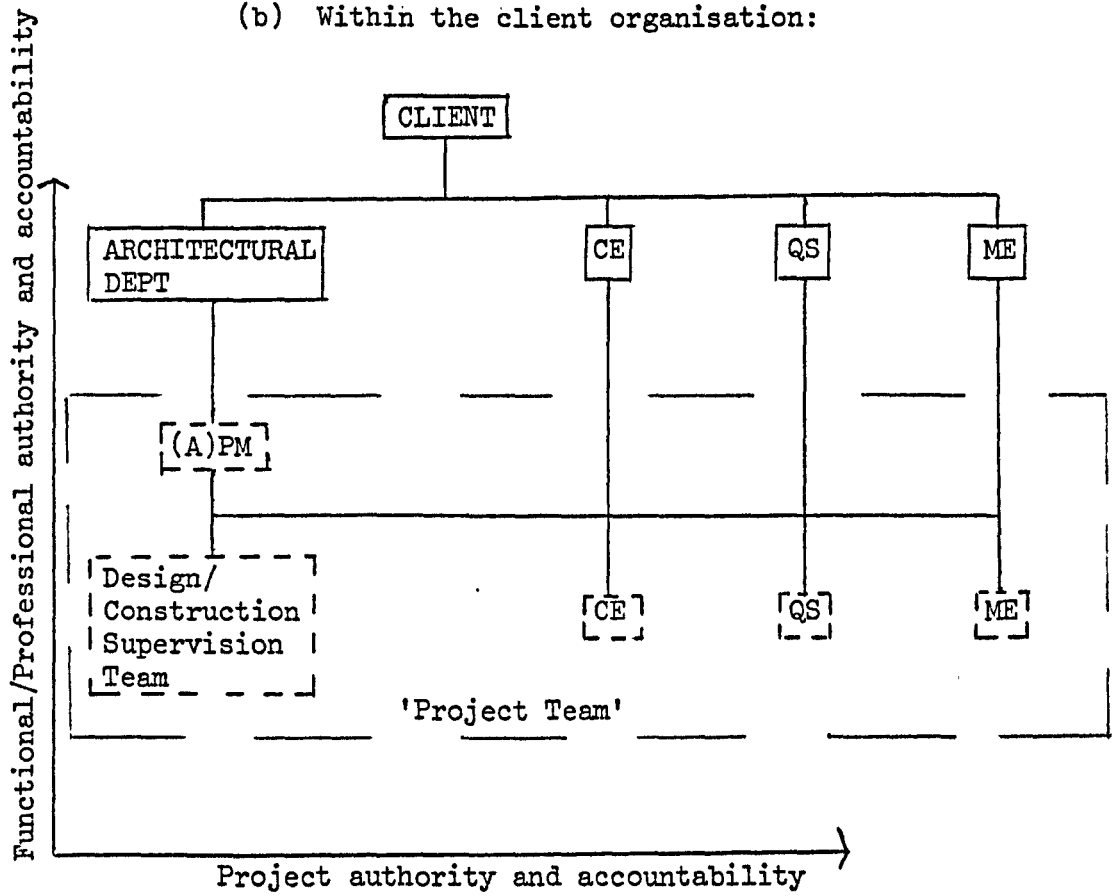 (b) Within the client organisation:
Functional/Professional authority and accountability
CLIENT
ARCHITECTURAL
DEPT
CE
QS
ME
(A)PM
Design/
Construction
Supervision
Team
CE
QS
ME
'Project Team'
Project authority and accountability